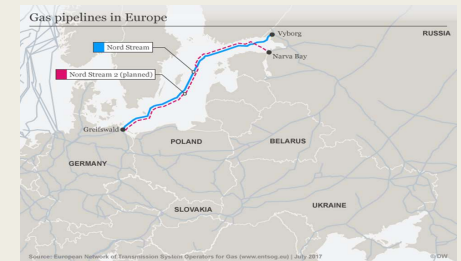 Gas pipelines in Europe
Vyborg
RUSSIA
Nord Stream
Narva Bay
Nord Stream 2 (planned)
Greifswald
POLAND
BELARUS
GERMANY
UKRAINE
SLOVAKIA
Source: European Network of Transmission System Operators for Gas (www.entsog.eu) | July 2017
©DW